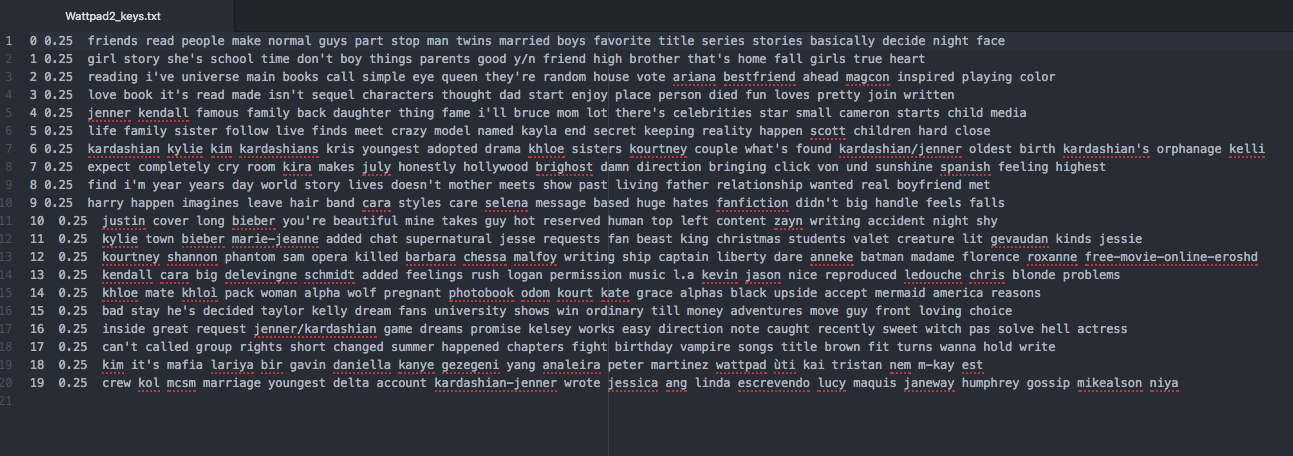 Wattpad2_keys.txt
1 0 0.25 friends read people make normal guys part stop man twins married boys favorite title series stories basically decide night face
2 1 0.25 girl story she's school time don't boy things parents good y/n friend high brother that's home fall girls true heart
3 2 0.25 reading i've universe main books call simple eye queen they're random house vote ariana bestfriend ahead magcon inspired playing color
4 3 0.25 love book it's read made isn't sequel characters thought dad start enjoy place person died fun loves pretty join written
5 4 0.25 jenner kendall famous family back daughter thing fame i'll bruce mom lot there's celebrities star small cameron starts child media
6 5 0.25 life family sister follow live finds meet crazy model named kayla end secret keeping reality happen scott children hard close
7 6 0.25 kardashian kylie kim kardashians kris youngest adopted drama khloe sisters kourtney couple what's found kardashian/jenner oldest birth kardashian's orphanage kelli
8 7 0.25 expect completely cry room kira makes july honestly hollywood brighost damn direction bringing click von und sunshine spanish feeling highest
9 8 0.25 find i'm year years day world story lives doesn't mother meets show past living father relationship wanted real boyfriend met
10 9 0.25 harry happen imagines leave hair band cara styles care selena message based huge hates fanfiction didn't big handle feels falls
11 10 0.25 justin cover long bieber you're beautiful mine takes guy hot reserved human top left content zayn writing accident night shy
12 11 0.25 kylie town bieber marie-jeanne added chat supernatural jesse requests fan beast king christmas students valet creature lit gevaudan kinds jessie
13 12 0.25 kourtney shannon phantom sam opera killed barbara chessa malfoy writing ship captain liberty dare anneke batman madame florence roxanne free-movie-online-eroshd
14 13 0.25 kendall cara big delevingne schmidt added feelings rush logan permission music l.a kevin jason nice reproduced ledouche chris blonde problems
15 14 0.25 khloe mate khloì pack woman alpha wolf pregnant photobook odom kourt kate grace alphas black upside accept mermaid america reasons
16 15 0.25 bad stay he's decided taylor kelly dream fans university shows win ordinary till money adventures move guy front loving choice
17 16 0.25 inside great request jenner/kardashian game dreams promise kelsey works easy direction note caught recently sweet witch pas solve hell actress
18 17 0.25 can't called group rights short changed summer happened chapters fight birthday vampire songs title brown fit turns wanna hold write
19 18 0.25 kim it's mafia lariya bir gavin daniella kanye gezegeni yang analeira peter martinez wattpad ùti kai tristan nem m-kay est
20 19 0.25 crew kol mcsm marriage youngest delta account kardashian-jenner wrote jessica ang linda escrevendo lucy maquis janeway humphrey gossip mikealson niya
21